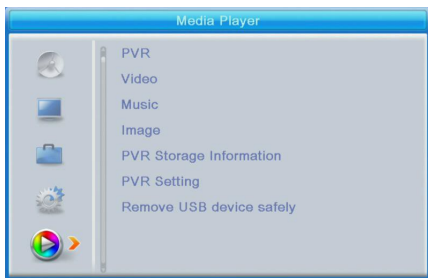 Media Player
PVR
Video
Music
Image
PVR Storage Information
PVR Setting
Remove USB device safely